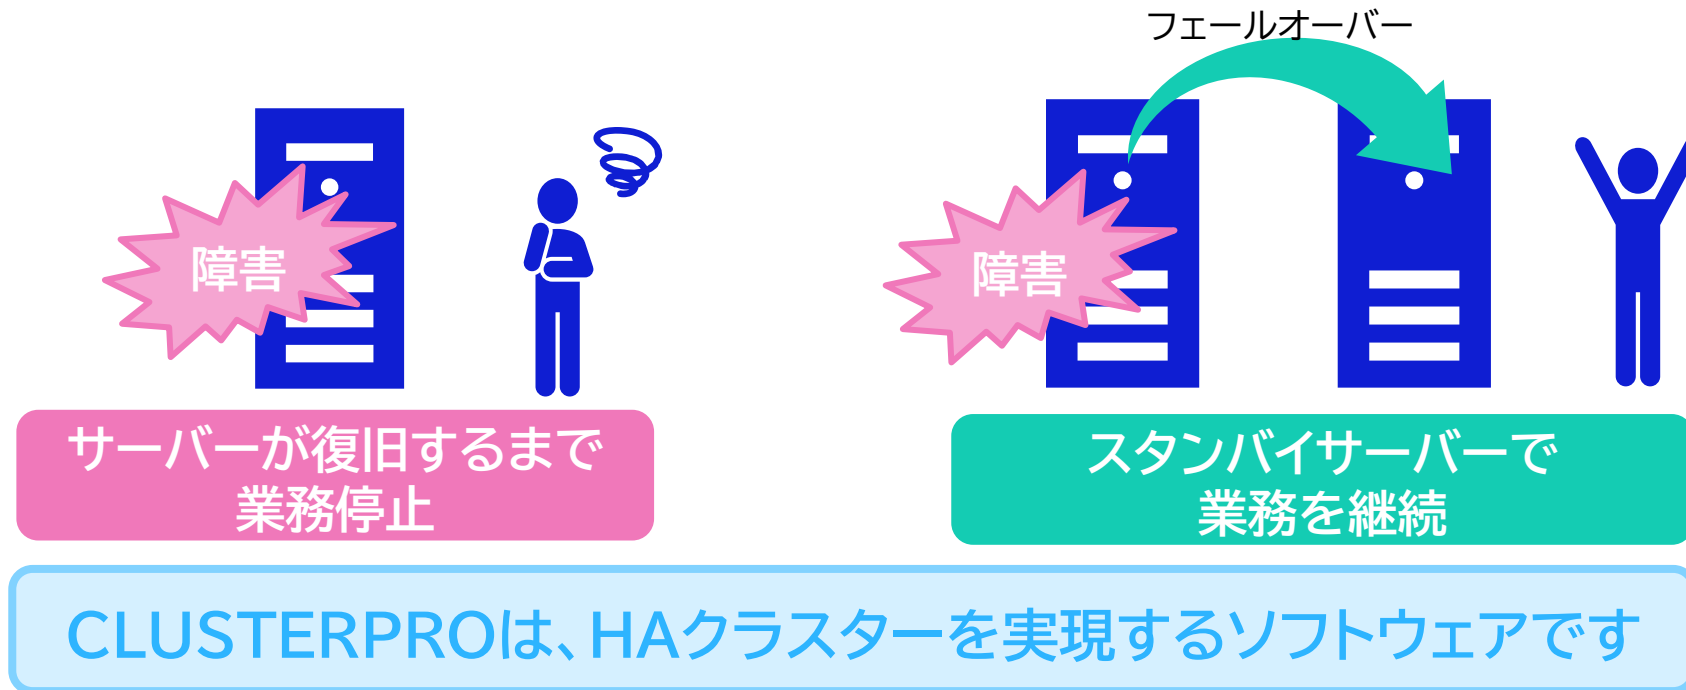 フェールオーバー
障害
障害
サーバーが復旧するまで
業務停止
スタンバイサーバーで
業務を継続
CLUSTERPROは、HAクラスターを実現するソフトウェアです